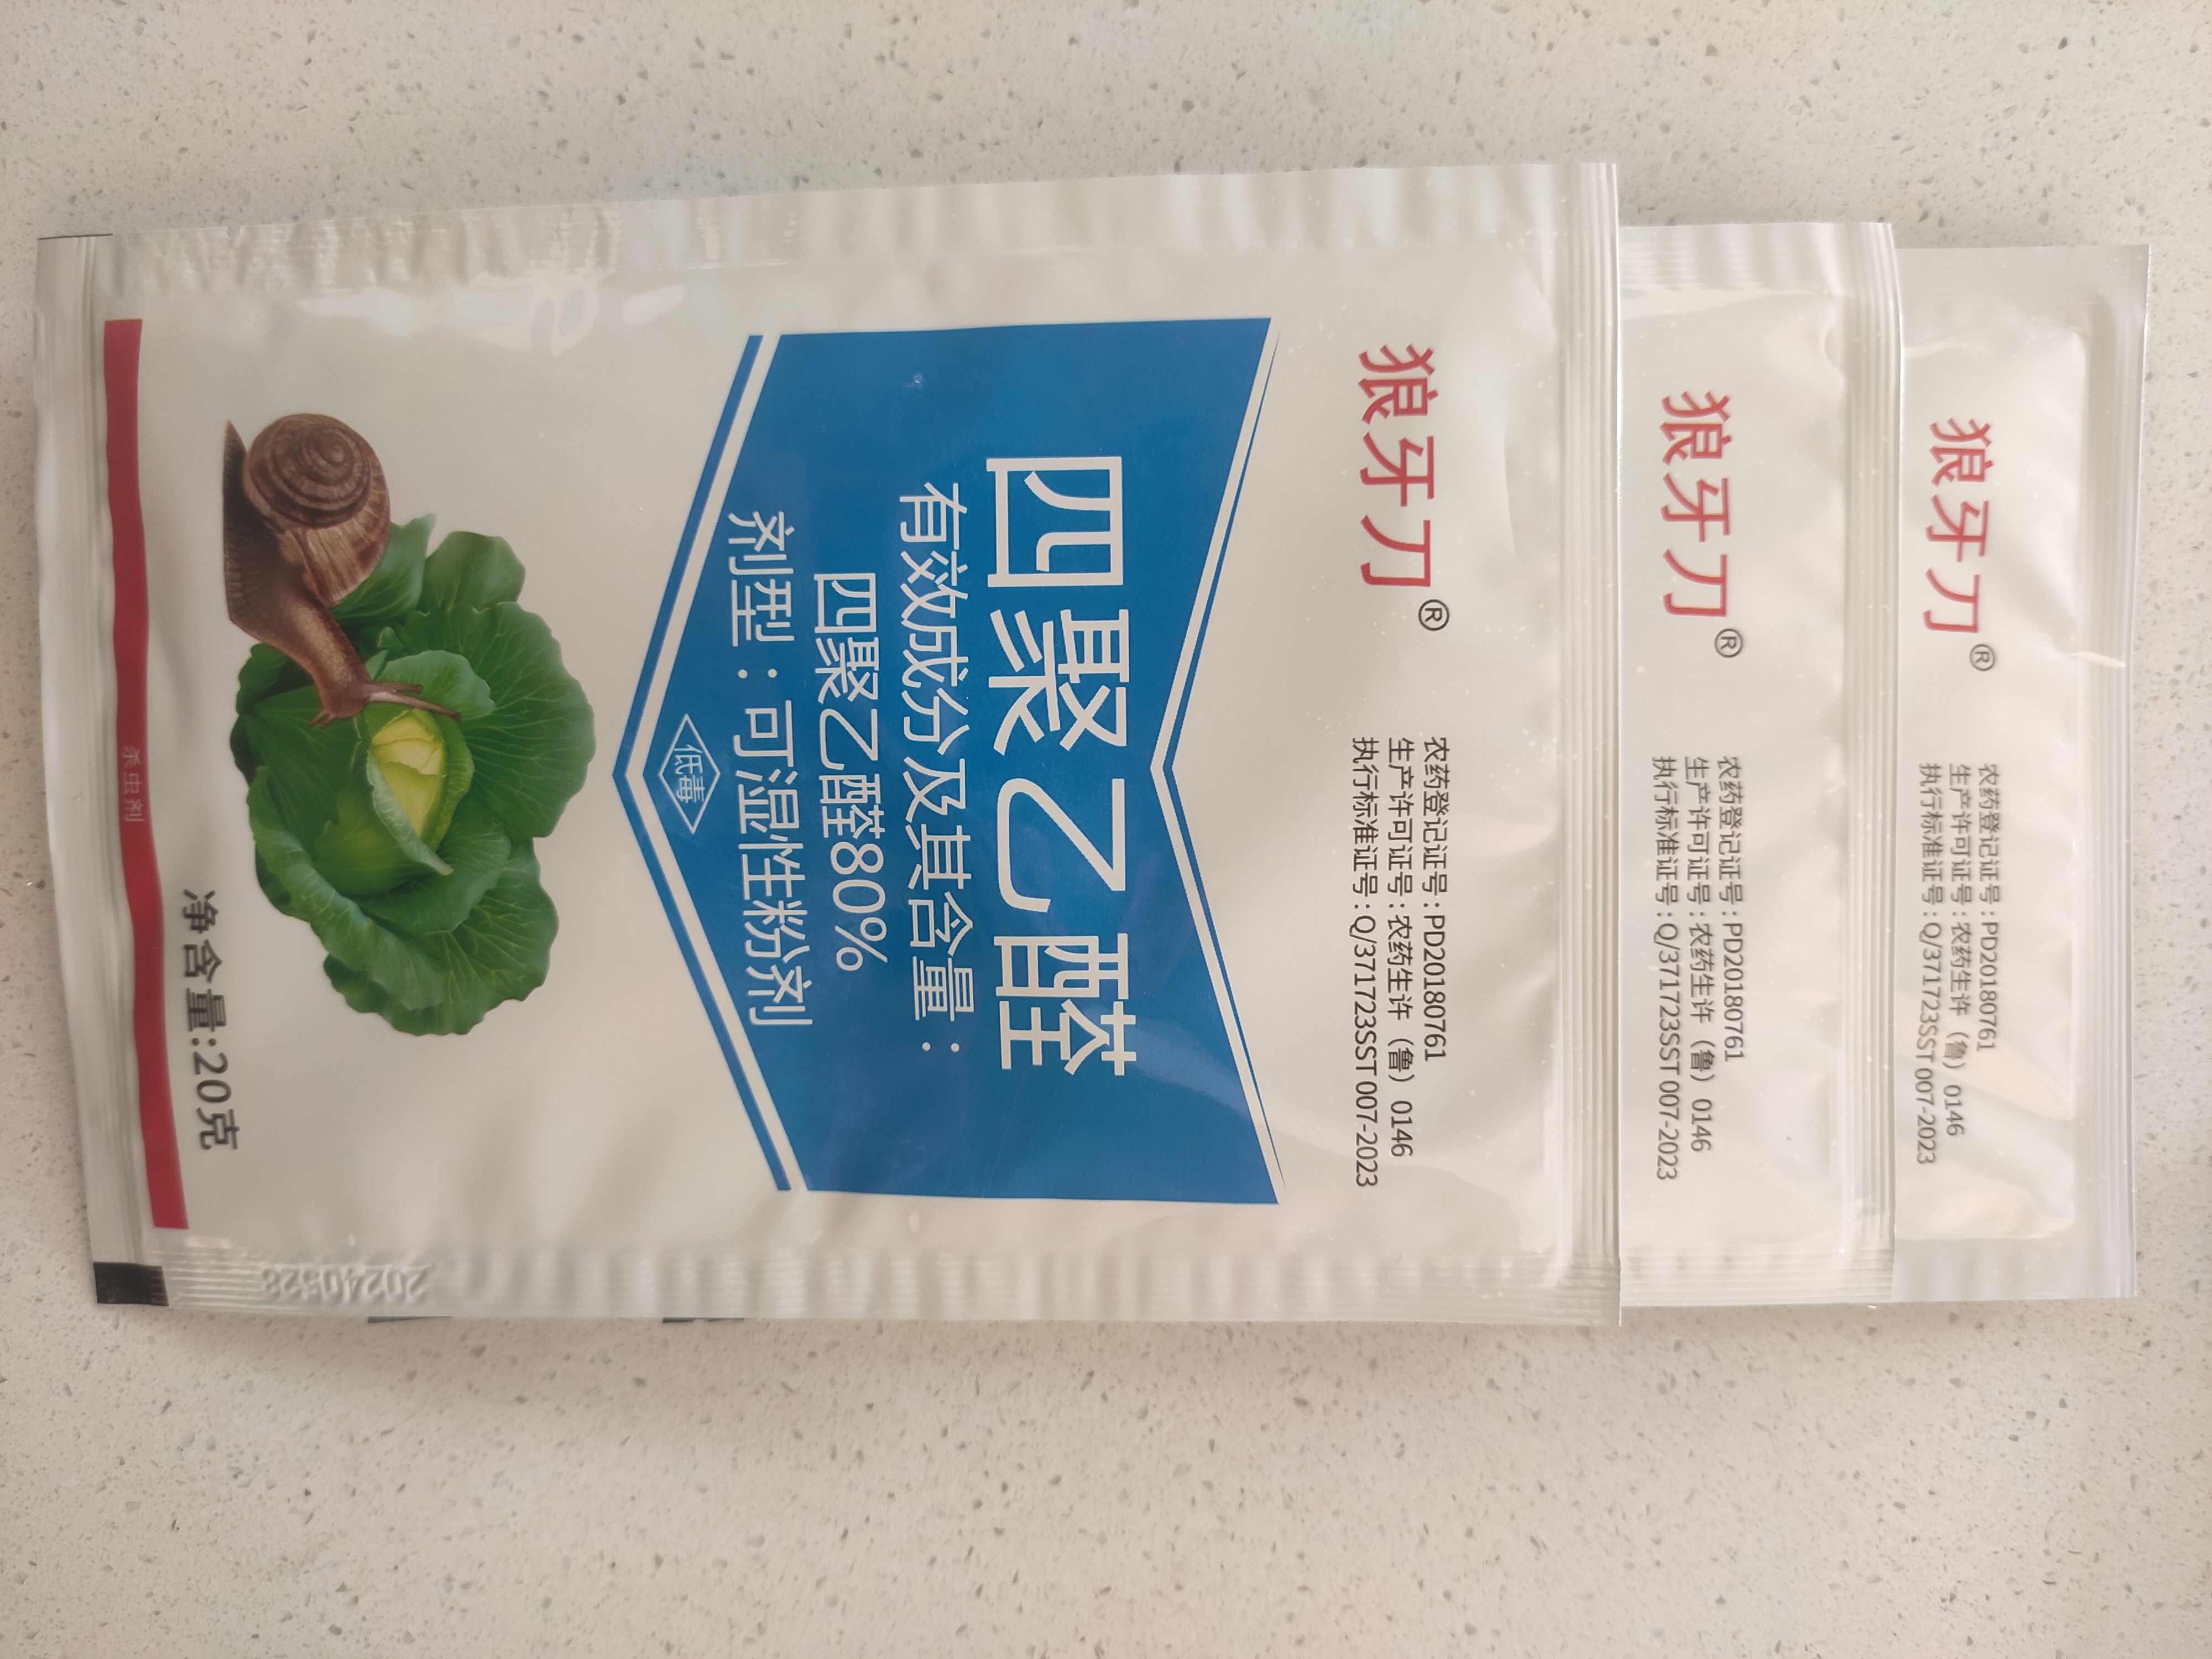 狼牙刀®
农药登记证号：PD20180761
生产许可证号：农药生许（鲁）0146
执行标准证号：Q/371723SST 007-2023
四聚乙醛
有效成分及其含量：
四聚乙醛80%
剂型：可湿性粉剂
低毒
净含量:20克
杀虫剂
20240528
狼牙刀®
农药登记证号：PD20180761
生产许可证号：农药生许（鲁）0146
执行标准证号：Q/371723SST 007-2023
狼牙刀®
农药登记证号：PD20180761
生产许可证号：农药生许（鲁）0146
执行标准证号：Q/371723SST 007-2023